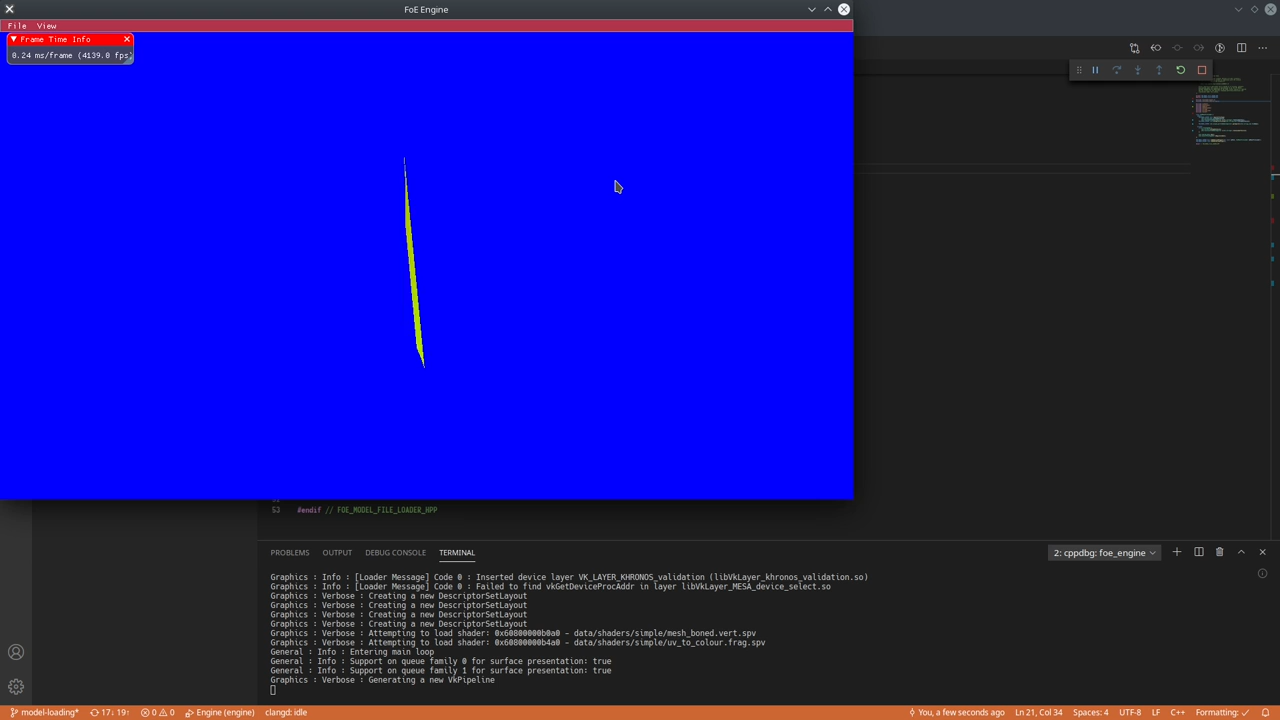 FoE Engine
File View
Frame Time Info
0.24 ms/frame (4139.0 fps)
53 #endif // FOE_MODEL_FILE_LOADER_HPP
PROBLEMS OUTPUT DEBUG CONSOLE TERMINAL
2: cppdbg: foe_engine
Graphics : Info : [Loader Message] Code 0 : Inserted device layer VK_LAYER_KHRONOS_validation (libVkLayer_khronos_validation.so)
Graphics : Info : [Loader Message] Code 0 : Failed to find vkGetDeviceProcAddr in layer libVkLayer_MESA_device_select.so
Graphics : Verbose : Creating a new DescriptorSetLayout
Graphics : Verbose : Creating a new DescriptorSetLayout
Graphics : Verbose : Creating a new DescriptorSetLayout
Graphics : Verbose : Creating a new DescriptorSetLayout
Graphics : Verbose : Attempting to load shader: 0x60800000b0a0 - data/shaders/simple/mesh_boned.vert.spv
Graphics : Verbose : Attempting to load shader: 0x60800000b4a0 - data/shaders/simple/uv_to_colour.frag.spv
General : Info : Entering main loop
General : Info : Support on queue family 0 for surface presentation: true
General : Info : Support on queue family 1 for surface presentation: true
Graphics : Verbose : Generating a new VkPipeline
model-loading* 17↓ 19↑ 0 0 Engine (engine) clangd: idle You, a few seconds ago Ln 21, Col 34 Spaces: 4 UTF-8 LF C++ Formatting: ✓